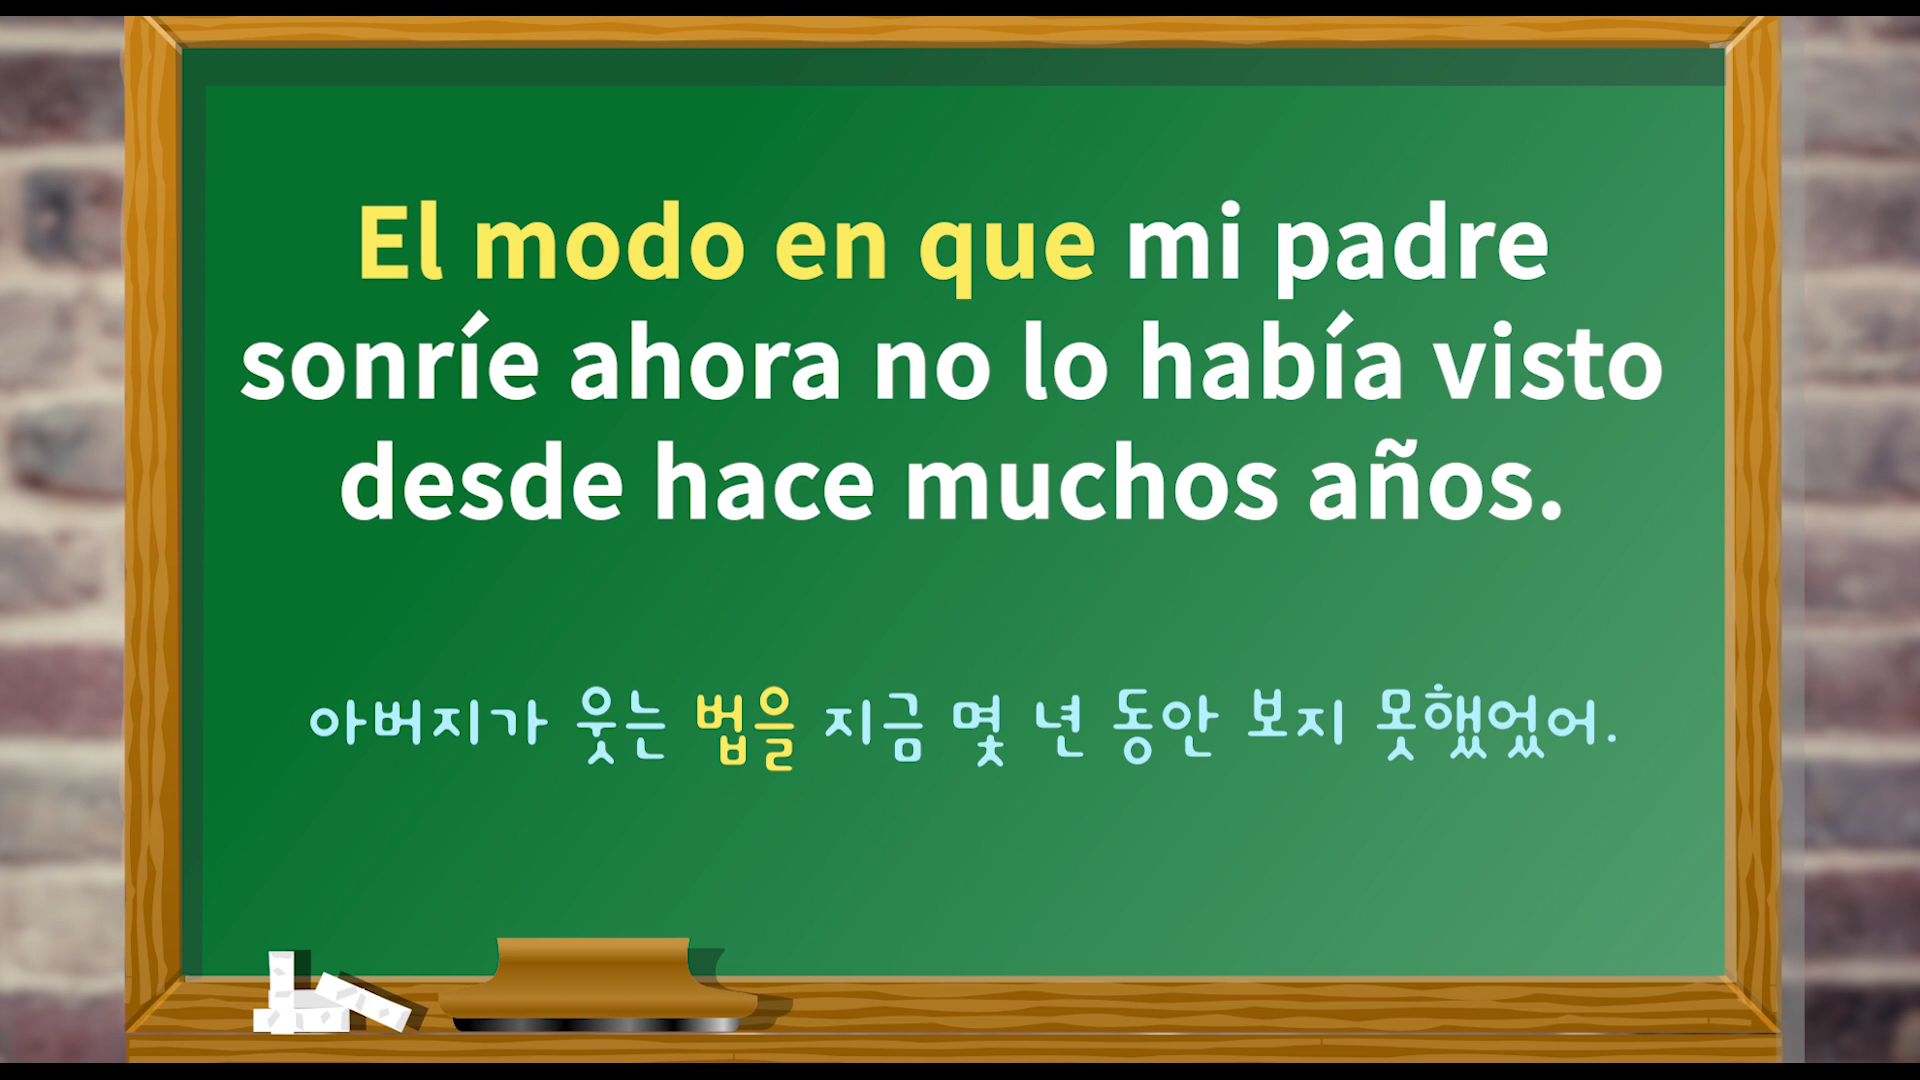 El modo en que mi padre
sonríe ahora no lo había visto
desde hace muchos años.
아버지가 웃는 법을 지금 몇 년 동안 보지 못했었어.